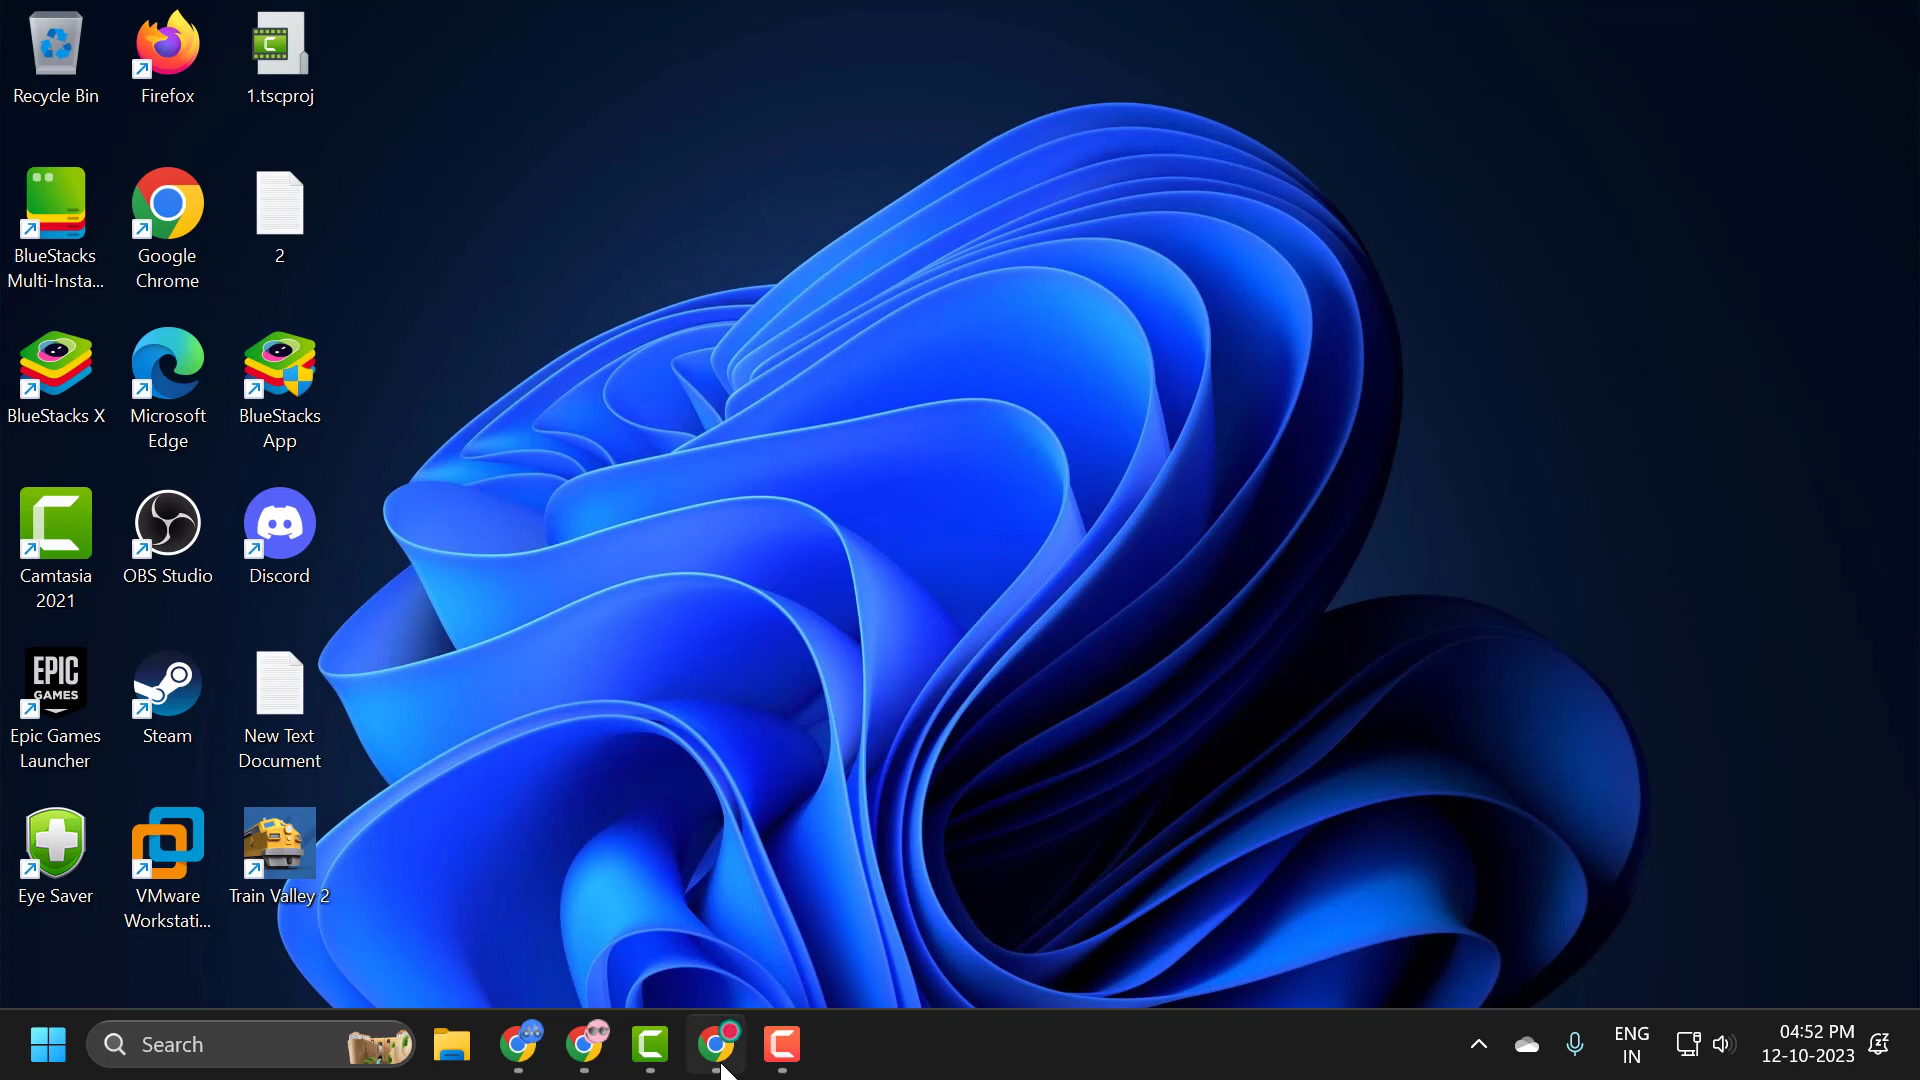 Recycle Bin
Firefox
1.tscproj
BlueStacks
Multi-Insta...
Google
Chrome
2
BlueStacks X
Microsoft
Edge
BlueStacks
App
Camtasia
2021
OBS Studio
Discord
EPIC
GAMES
Epic Games
Launcher
Steam
New Text
Document
Eye Saver
VMware
Workstati...
Train Valley 2
Search
ENG
IN
04:52 PM
12-10-2023